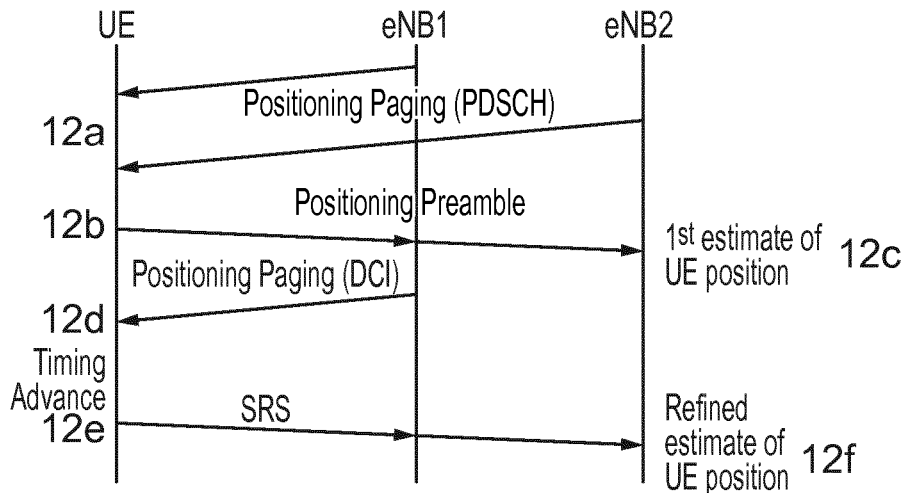 UE eNB1 eNB2
Positioning Paging (PDSCH)
12a
Positioning Preamble
12b
1st estimate of
UE position
12c
Positioning Paging (DCI)
12d
Timing
Advance
12e
SRS
Refined
estimate of
UE position
12f